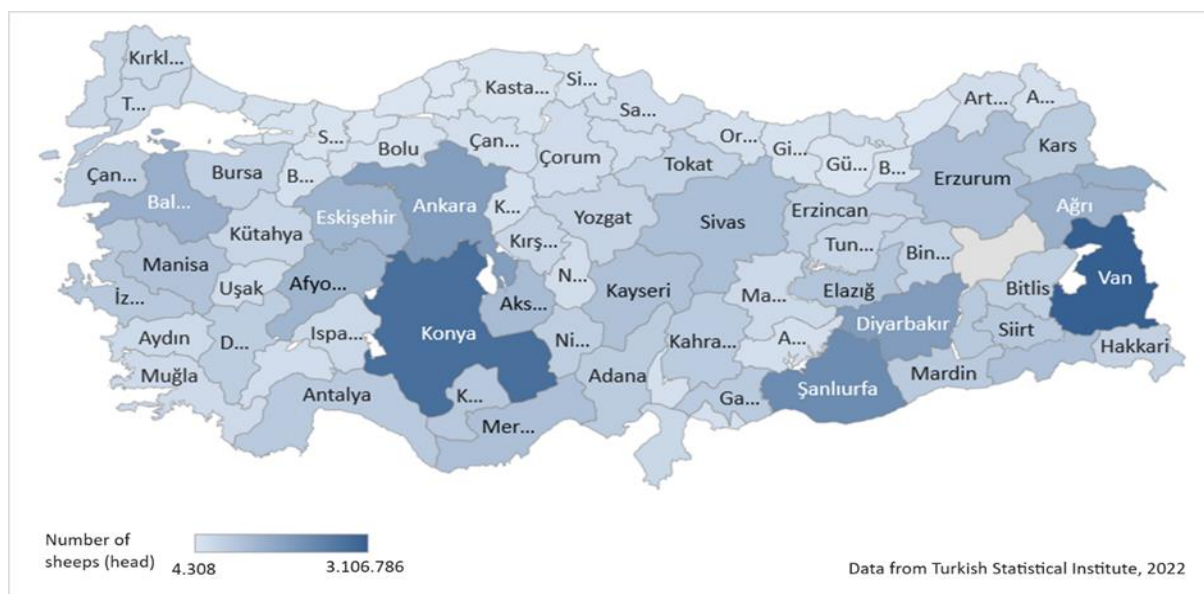 Kırkl...
T...
Kasta...
Si...
Sa...
Art...
A...
S...
Bolu
Çan...
Çorum
Or...
Gi...
Gü...
B...
Kars
Tokat
Çan...
Bursa
B...
Erzurum
Bal...
Eskişehir
Ankara
K...
Yozgat
Sivas
Erzincan
Ağrı
Kütahya
Kırş...
Tun...
Bin...
Manisa
Uşak
Afyo...
N...
Kayseri
Ma...
Elazığ
Bitlis
Van
İz...
Aks...
Aydın
D...
Ispa...
Konya
Ni...
Kahra...
A...
Diyarbakır
Siirt
Hakkari
Muğla
Adana
Mardin
Antalya
K...
Ga...
Şanlıurfa
Mer...
Number of
sheeps (head)
4.308
3.106.786
Data from Turkish Statistical Institute, 2022